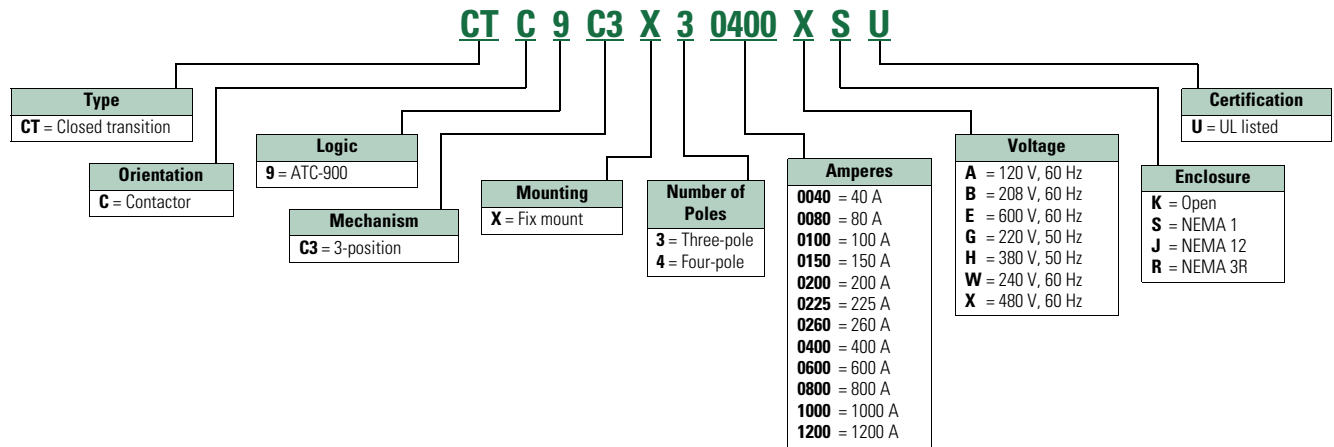 CT C 9 C3 X 3 0400 X S U
Type
CT = Closed transition
Orientation
C = Contactor
Logic
9 = ATC-900
Mechanism
C3 = 3-position
Mounting
X = Fix mount
Number of
Poles
3 = Three-pole
4 = Four-pole
Amperes
0040 = 40 A
0080 = 80 A
0100 = 100 A
0150 = 150 A
0200 = 200 A
0225 = 225 A
0260 = 260 A
0400 = 400 A
0600 = 600 A
0800 = 800 A
1000 = 1000 A
1200 = 1200 A
Voltage
A = 120 V, 60 Hz
B = 208 V, 60 Hz
E = 600 V, 60 Hz
G = 220 V, 50 Hz
H = 380 V, 50 Hz
W = 240 V, 60 Hz
X = 480 V, 60 Hz
Enclosure
K = Open
S = NEMA 1
J = NEMA 12
R = NEMA 3R
Certification
U = UL listed